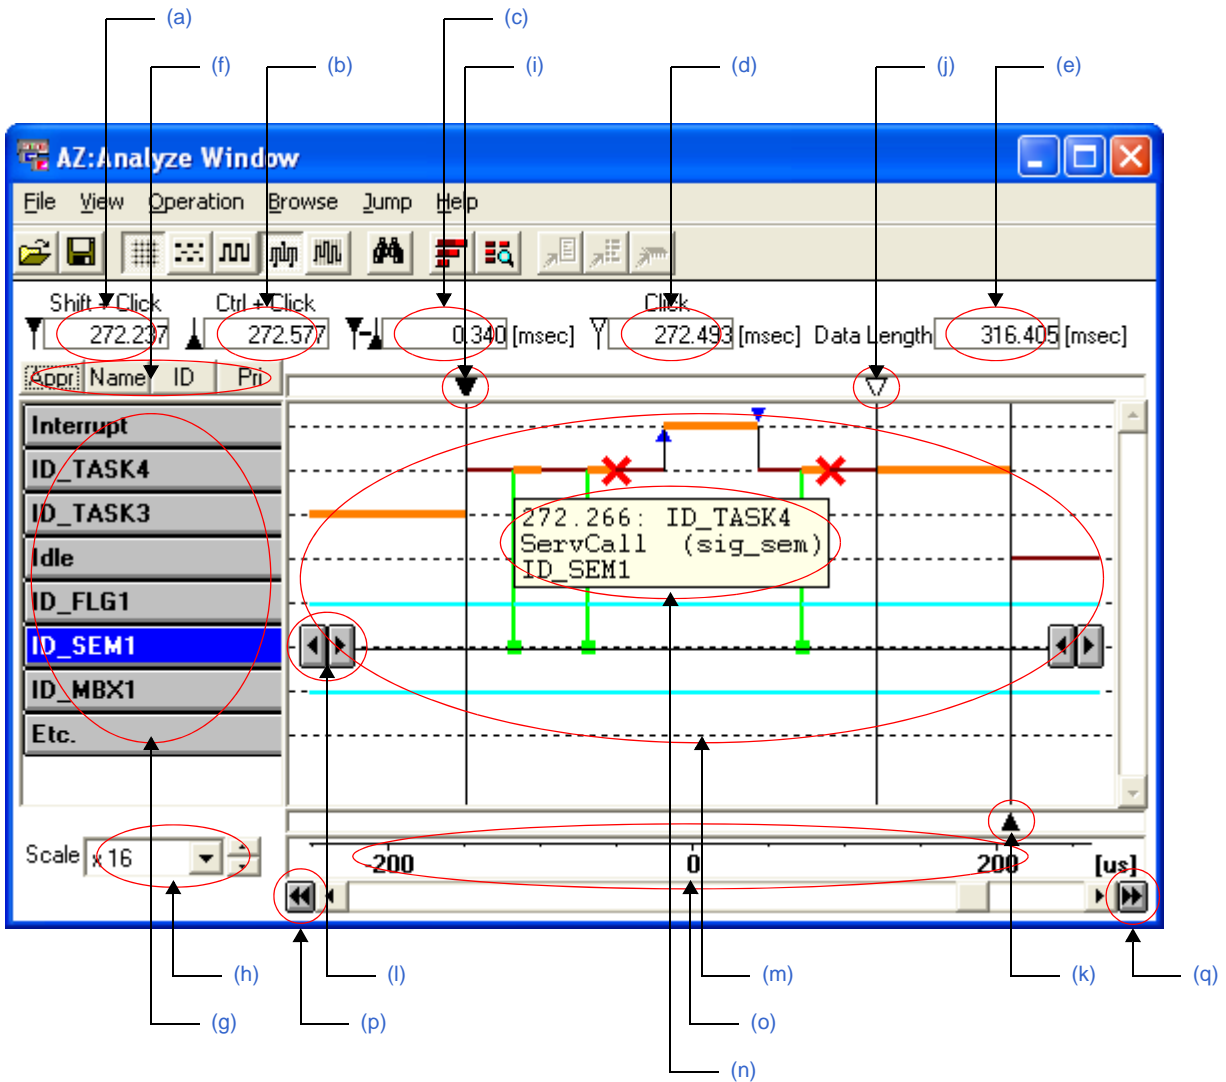 (a)
(c)
(f)
(b)
(i)
(d)
(j)
(e)
AZ:Analyze Window
File View Operation Browse Jump Help
Shift + Click Ctrl + Click Click
272.237 272.577 0.340 [msec] 272.493 [msec] Data Length 316.405 [msec]
Appr Name ID Pri
Interrupt
ID_TASK4
ID_TASK3
Idle
ID_FLG1
ID_SEM1
ID_MBX1
Etc.
272.266: ID_TASK4
ServCall (sig_sem)
ID_SEM1
Scale x 16
-200 0 200 [us]
(h)
(l)
(m)
(k)
(q)
(g)
(p)
(o)
(n)